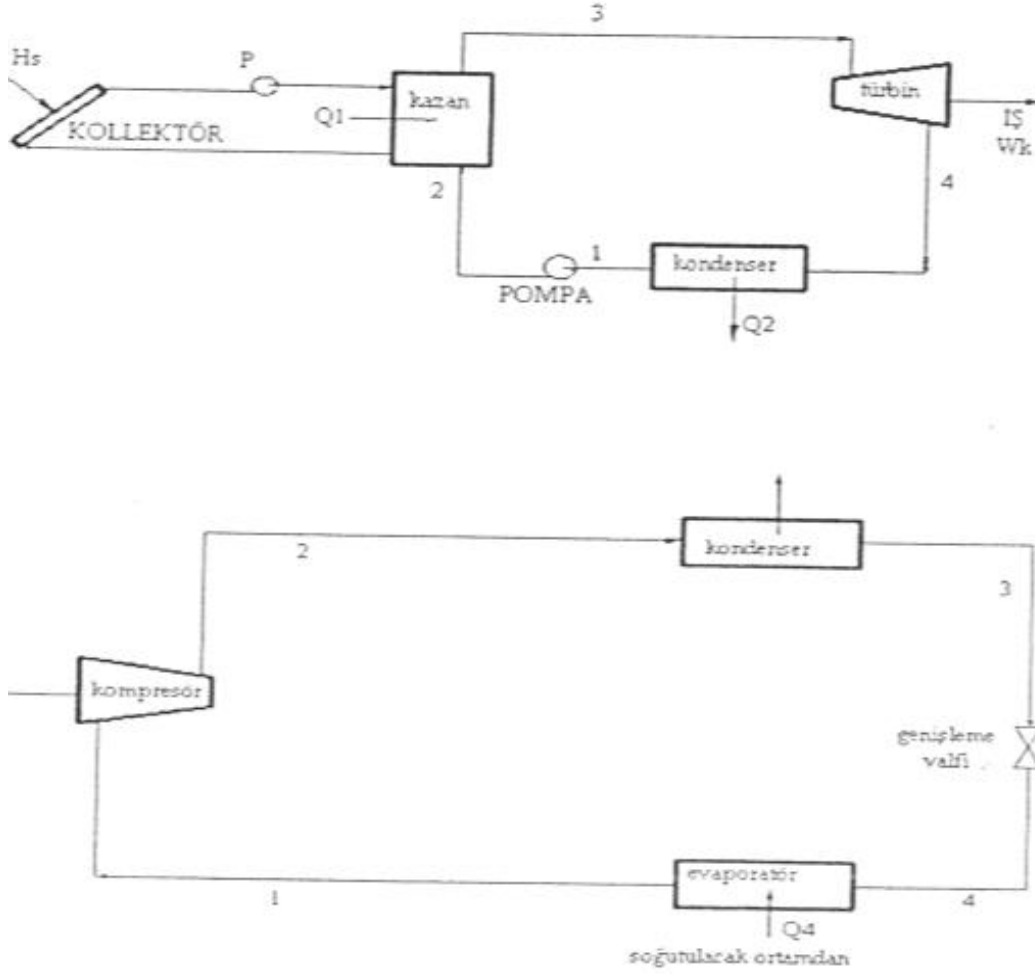 3
Hs
P
kazan
türbin
Q1
KOLLEKTÖR
İŞ
Wk
2
4
1
kondenser
POMPA
Q2
2
kondenser
3
kompresör
genişleme
valfi
evaporatör
1
4
Q4
soğutulacak ortamdan